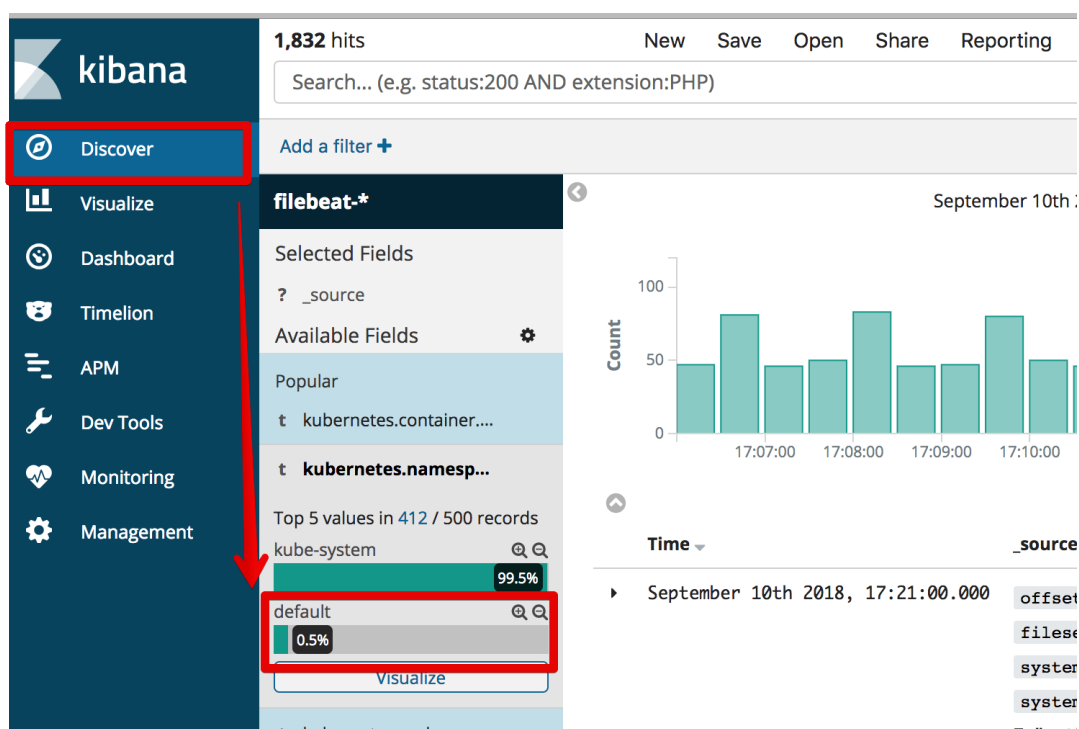 kibana
Discover
Visualize
Dashboard
Timelion
APM
Dev Tools
Monitoring
Management
1,832 hits
New Save Open Share Reporting
Search... (e.g. status:200 AND extension:PHP)
Add a filter +
filebeat-*
Selected Fields
? _source
Available Fields
Popular
t kubernetes.container....
t kubernetes.namesp...
Top 5 values in 412 / 500 records
kube-system
99.5%
default
0.5%
Visualize
September 10th
Count
100
50
0
17:07:00 17:08:00 17:09:00 17:10:00
Time
_source
September 10th 2018, 17:21:00.000
offset
filese
system
system